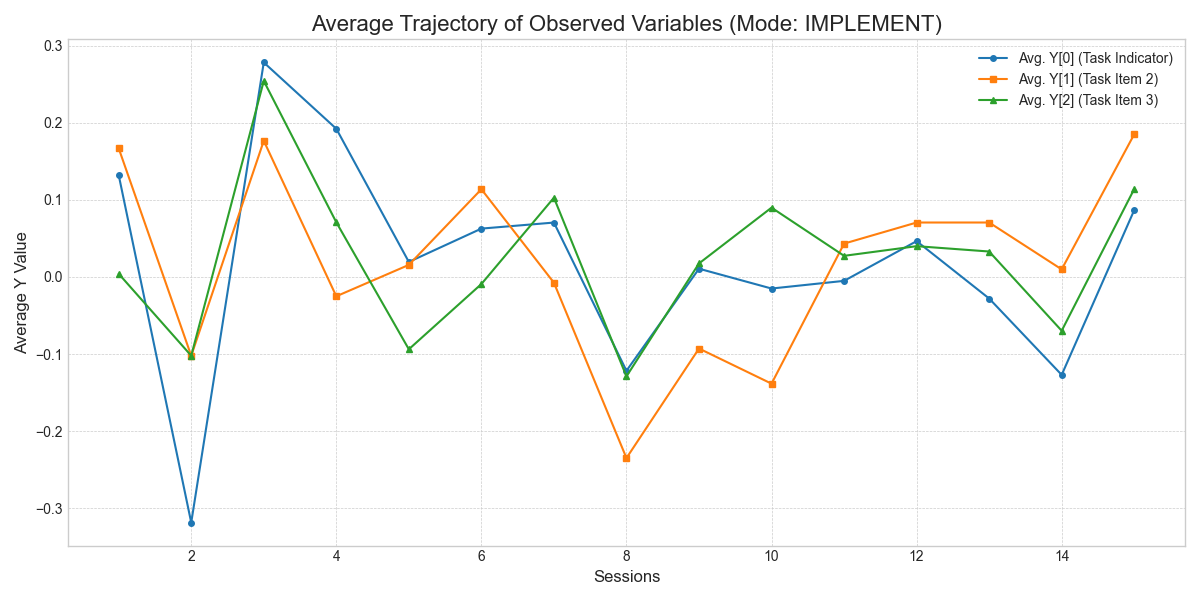 Average Trajectory of Observed Variables (Mode: IMPLEMENT)
Avg. Y[0] (Task Indicator)
Avg. Y[1] (Task Item 2)
Avg. Y[2] (Task Item 3)
Average Y Value
0.3
0.2
0.1
0.0
−0.1
−0.2
−0.3
2 4 6 8 10 12 14
Sessions